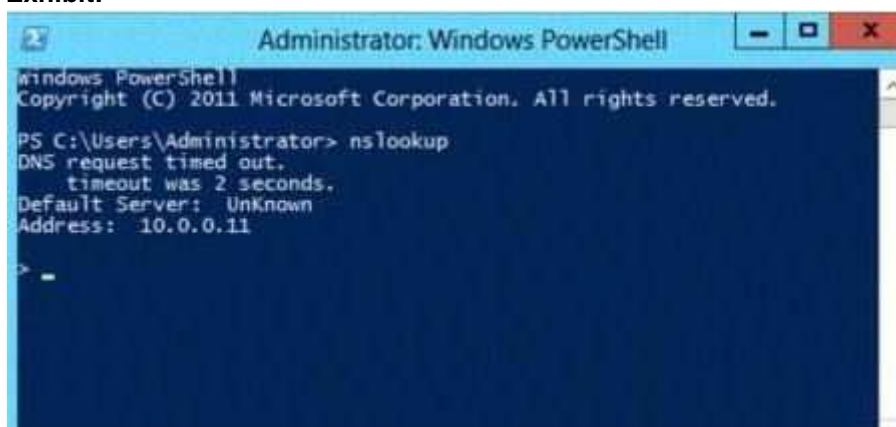 Administrator: Windows PowerShell
Windows PowerShell
Copyright (C) 2011 Microsoft Corporation. All rights reserved.
PS C:\Users\Administrator> nslookup
DNS request timed out.
timeout was 2 seconds.
Default Server: UnKnown
Address: 10.0.0.11
>